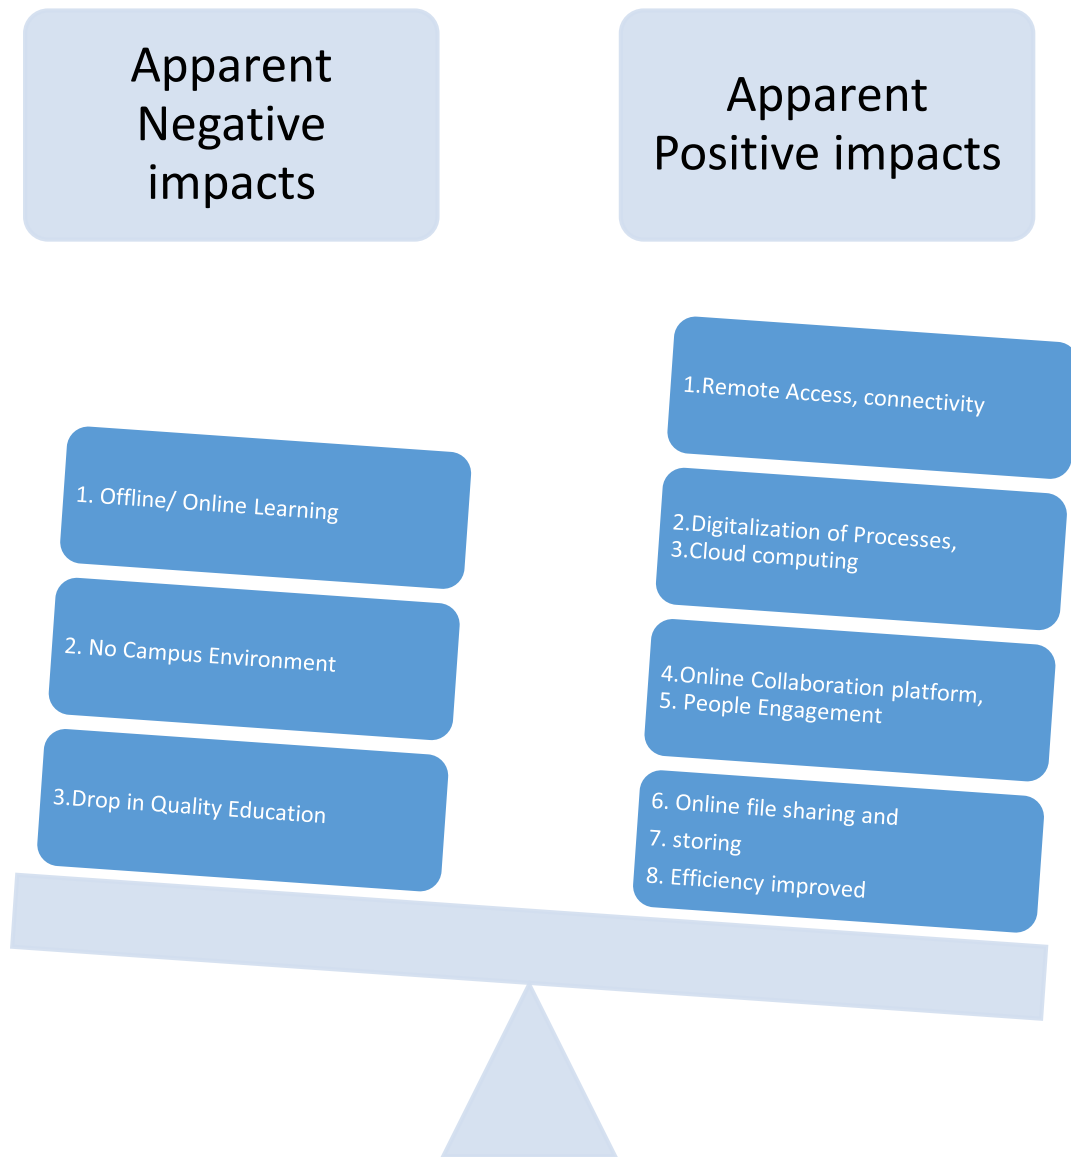 Apparent
Negative
impacts
Apparent
Positive impacts
1. Offline/ Online Learning
2. No Campus Environment
3.Drop in Quality Education
1.Remote Access, connectivity
2.Digitalization of Processes,
3.Cloud computing
4.Online Collaboration platform,
5. People Engagement
6. Online file sharing and
7. storing
8. Efficiency improved